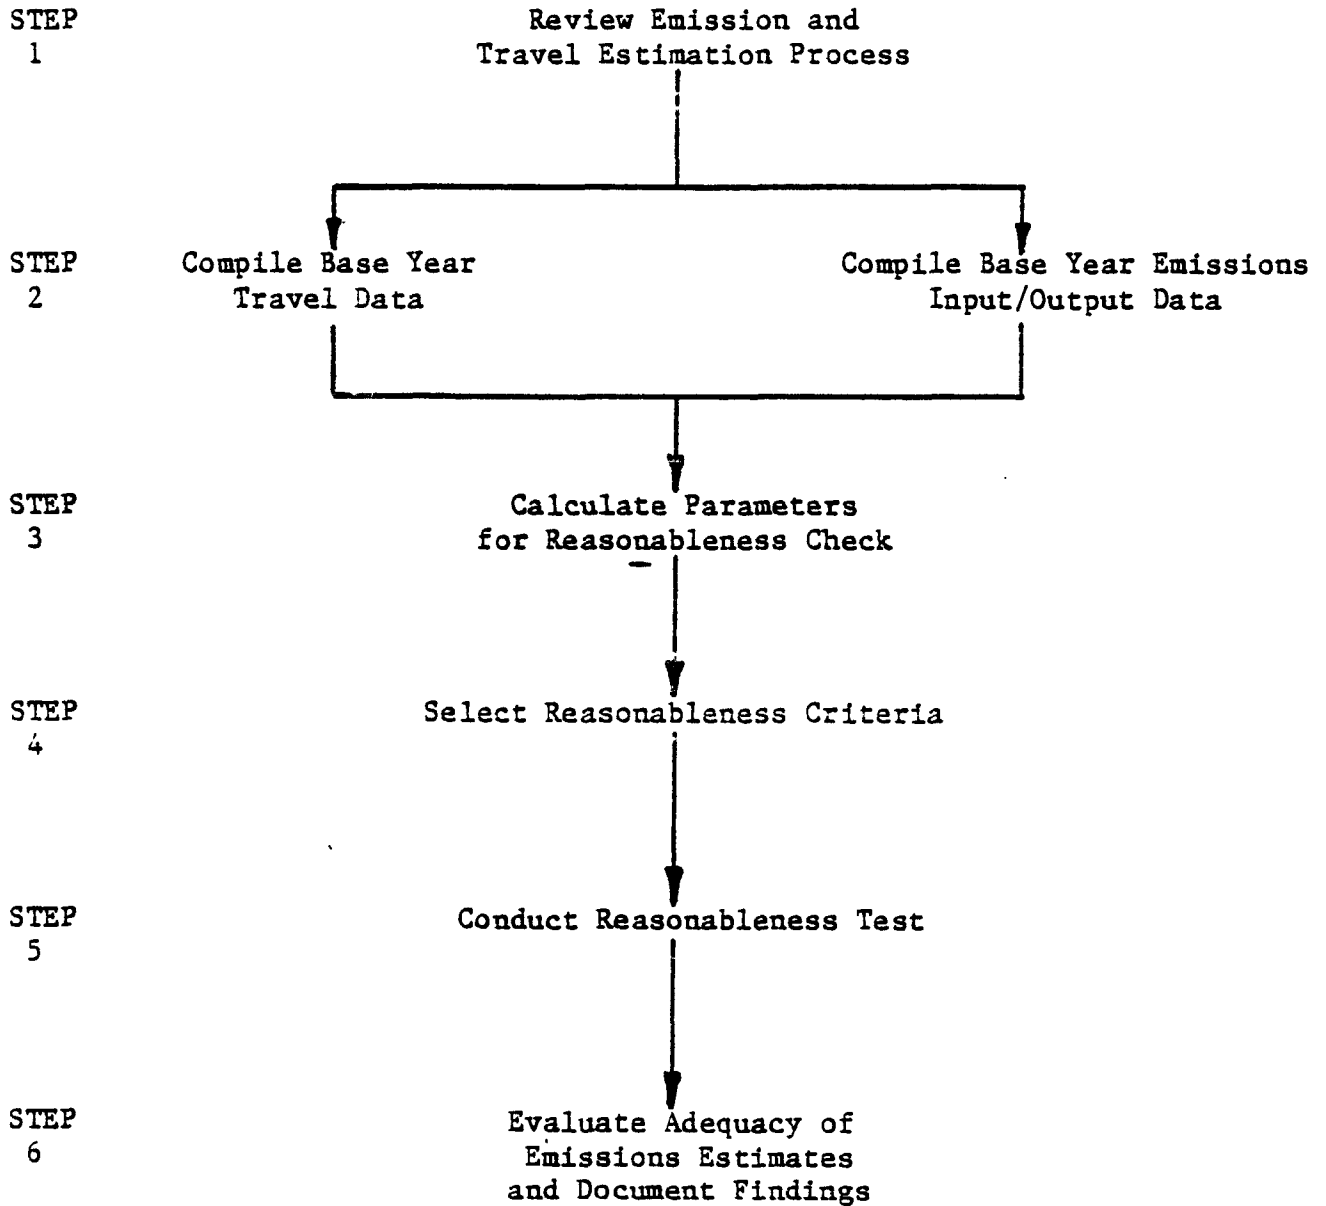 STEP
1
Review Emission and
Travel Estimation Process
STEP
2
Compile Base Year
Travel Data
Compile Base Year Emissions
Input/Output Data
STEP
3
Calculate Parameters
for Reasonableness Check
STEP
4
Select Reasonableness Criteria
STEP
5
Conduct Reasonableness Test
STEP
6
Evaluate Adequacy of
Emissions Estimates
and Document Findings